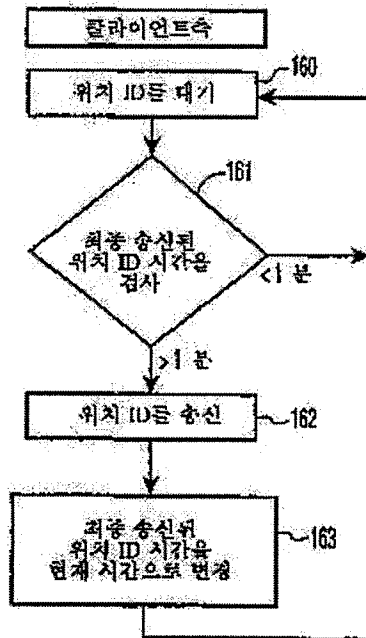 클라이언트측
위치 ID를 대기
160
161
최종 송신된
위치 ID 시간을
검사
<1 분
>1 분
위치 ID를 송신
162
최종 송신된
위치 ID 시간을
현재 시간으로 변경
163